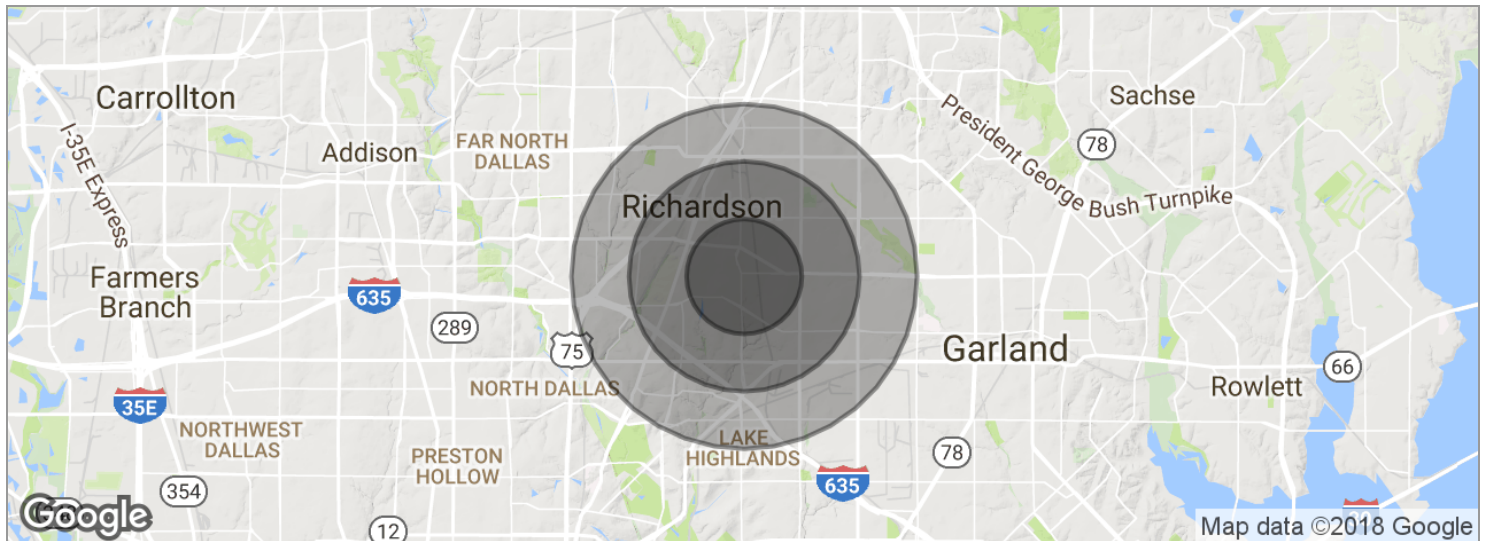 Carrollton
Sachse
I-35E Express
President George Bush Turnpike
78
Addison
FAR NORTH
DALLAS
Richardson
Farmers
Branch
635
289
75
Garland
66
NORTH DALLAS
Rowlett
35E
NORTHWEST
DALLAS
PRESTON
HOLLOW
LAKE
HIGHLANDS
78
635
354
12
Google
Map data ©2018 Google